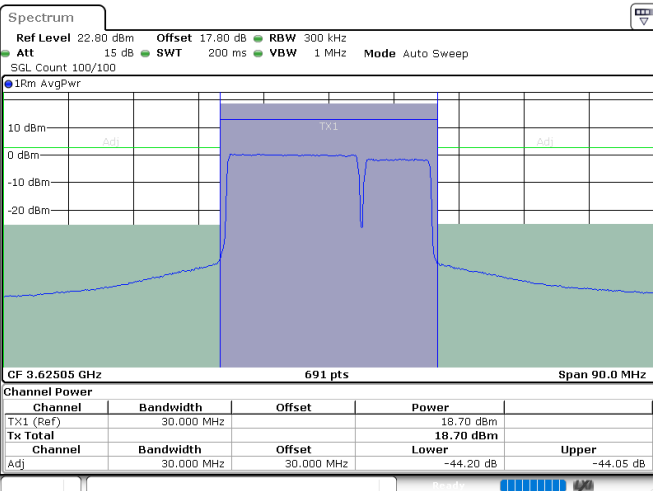 Spectrum
Ref Level 22.80 dBm Offset 17.80 dB RBW 300 kHz
Att 15 dB SWT 200 ms VBW 1 MHz Mode Auto Sweep
SGL Count 100/100
1Rm AvgPwr
TX1
10 dBm
Adj Adj
0 dBm
-10 dBm
-20 dBm
CF 3.62505 GHz 691 pts Span 90.0 MHz
Channel Power
Channel Bandwidth Offset Power
TX1 (Ref) 30.000 MHz 18.70 dBm
Tx Total 18.70 dBm
Channel Bandwidth Offset Lower Upper
Adj 30.000 MHz 30.000 MHz -44.20 dB -44.05 dB
Ready